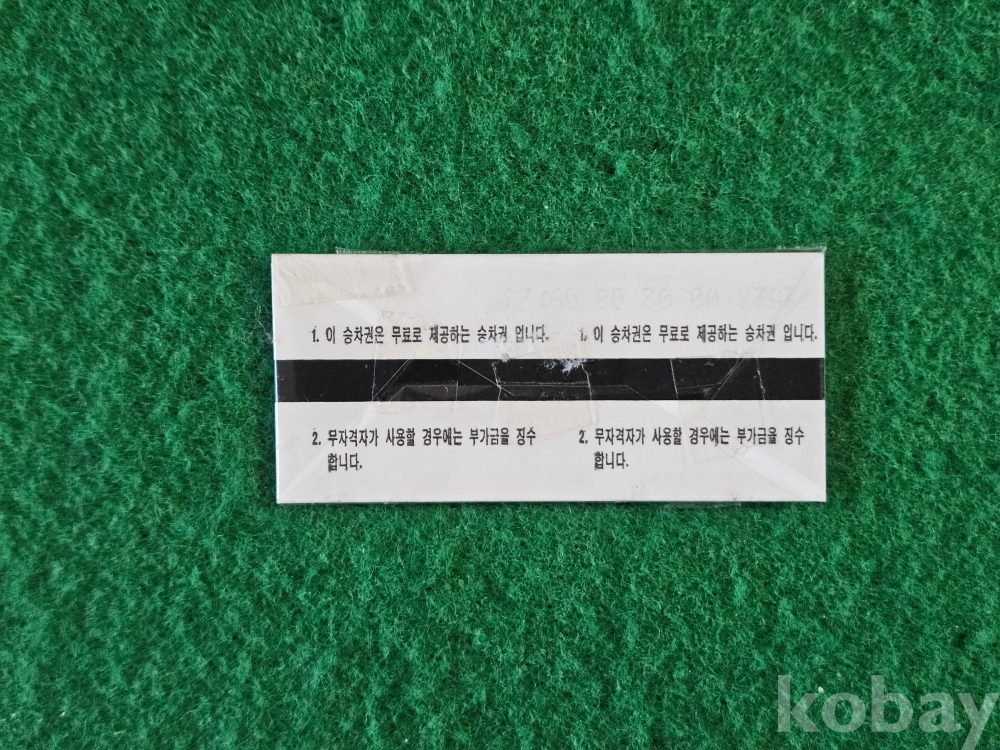 1. 이 승차권은 무료로 제공하는 승차권 입니다.
1. 이 승차권은 무료로 제공하는 승차권 입니다.
2. 무자격자가 사용할 경우에는 부가금을 징수
합니다.
2. 무자격자가 사용할 경우에는 부가금을 징수
합니다.
kobay